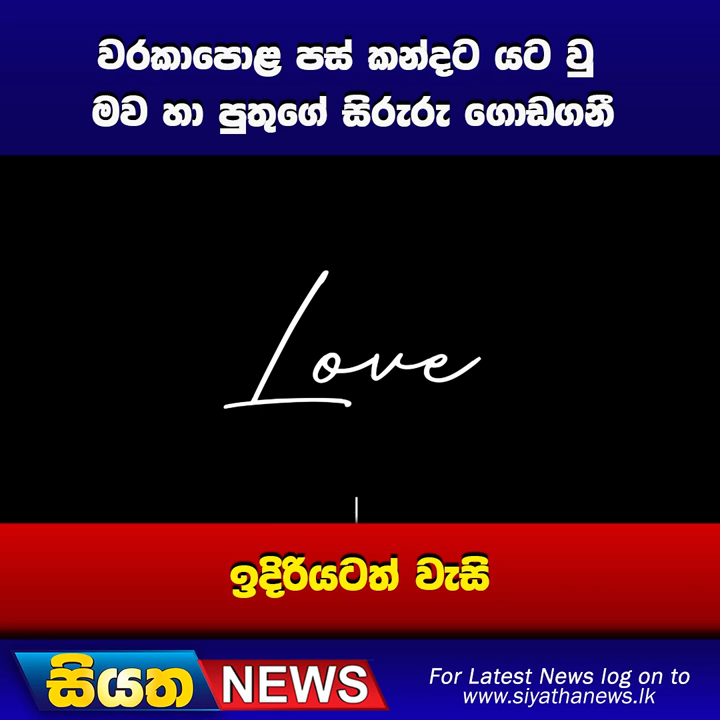 වරකාපොළ පස් කන්දට යට වූ
මව හා පුතුගේ සිරුරු ගොඩගනී
Love
ඉදිරියටත් වැසි
සියත NEWS
For Latest News log on to
www.siyathanews.lk